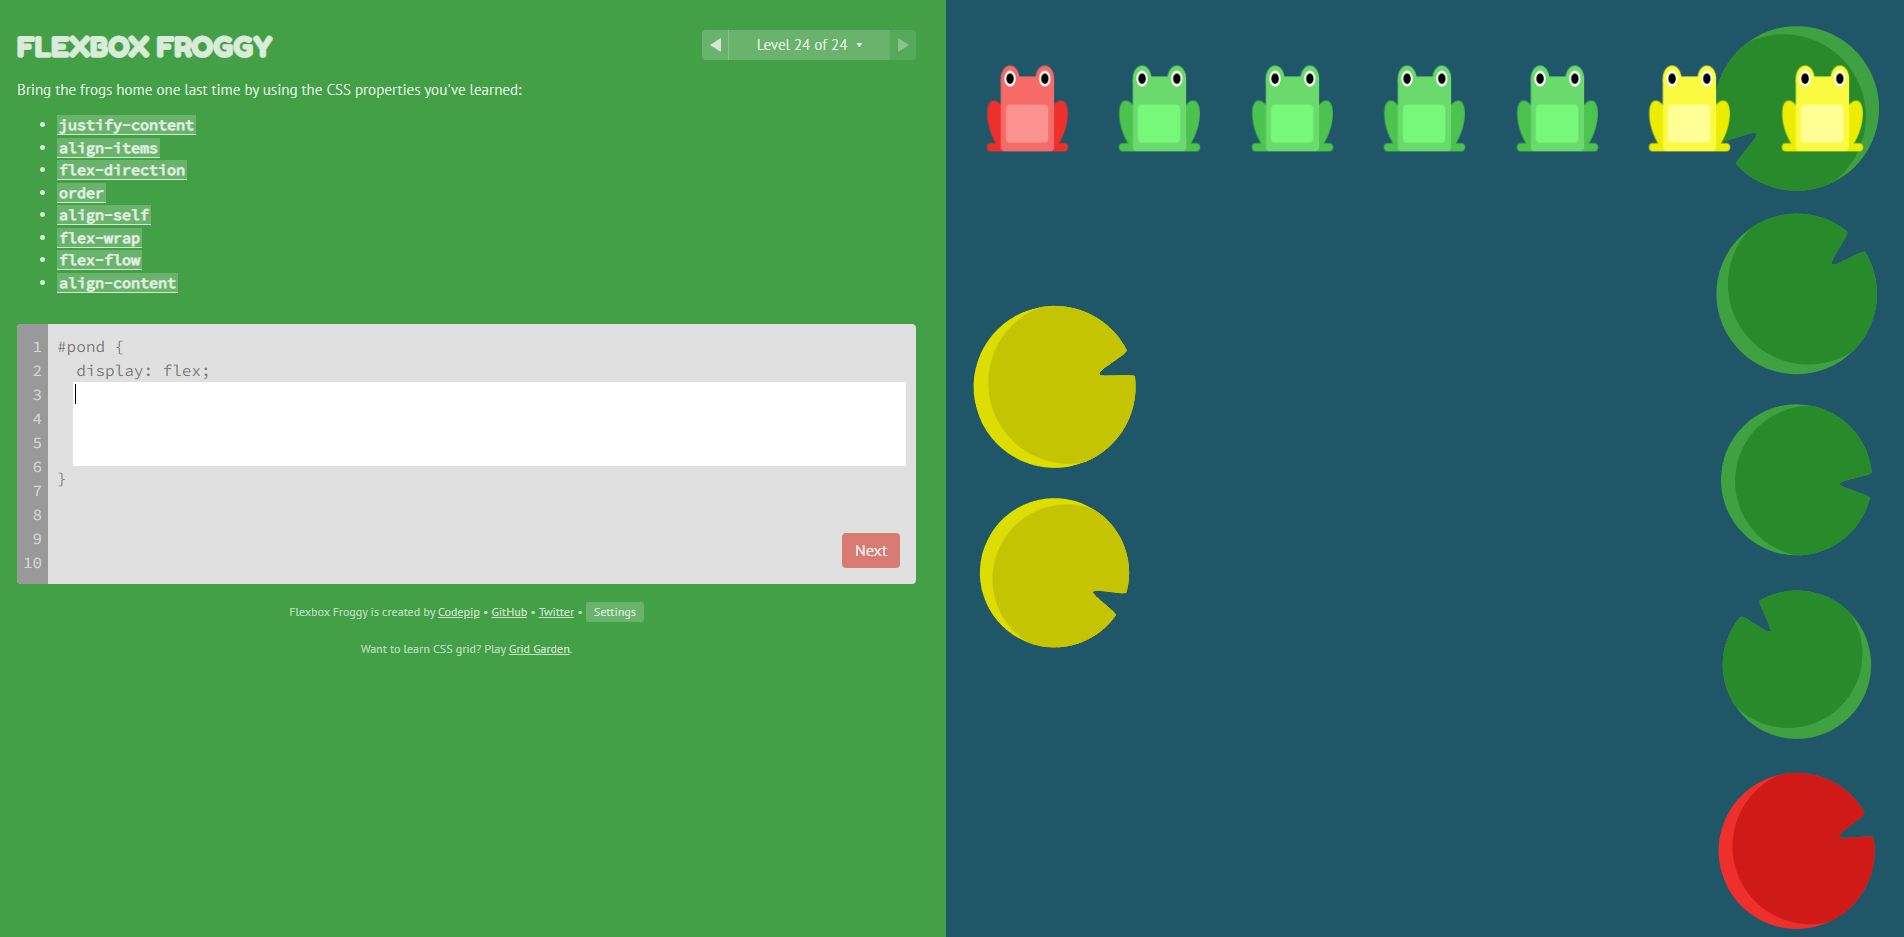 FLEXBOX FROGGY
Level 24 of 24
Bring the frogs home one last time by using the CSS properties you've learned:
justify-content
align-items
flex-direction
order
align-self
flex-wrap
flex-flow
align-content
1 #pond {
2 display: flex;
3
4
5
6
}
7
8
9
10
Next
Flexbox Froggy is created by Codepip • GitHub • Twitter • Settings
Want to learn CSS grid? Play Grid Garden.